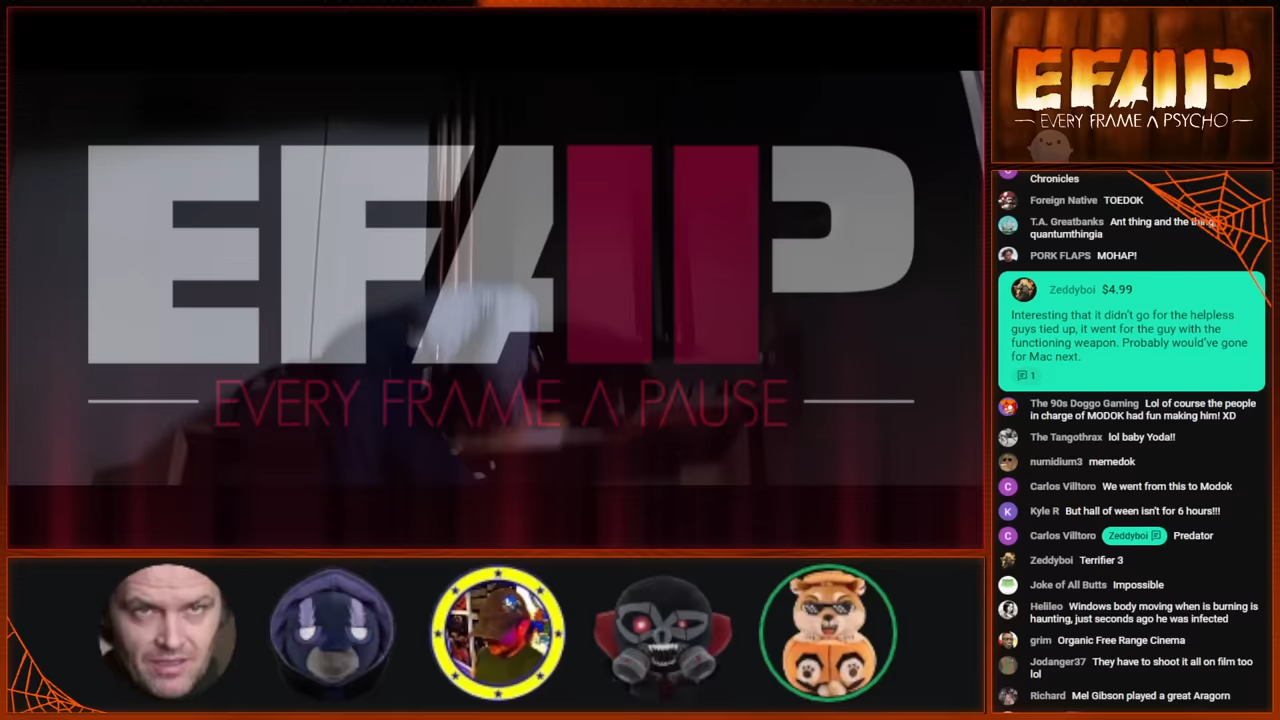 EFAP
EVERY FRAME A PAUSE
EFAP
EVERY FRAME A PSYCHO
Chronicles
Foreign Native TOEDOK
T.A. Greatbanks Ant thing and the thing
quantumthingia
PORK FLAPS MOHAP!
Zeddyboi $4.99
Interesting that it didn't go for the helpless
guys tied up, it went for the guy with the
functioning weapon. Probably would've gone
for Mac next.
1
The 90s Doggo Gaming Lol of course the people
in charge of MODOK had fun making him! XD
The Tangothrax lol baby Yoda!!
numidium3 memedok
C Carlos Villtoro We went from this to Modok
K Kyle R But hall of ween isn't for 6 hours!!!
C Carlos Villtoro Zeddyboi Predator
Zeddyboi Terrifier 3
Joke of All Butts Impossible
Helileo Windows body moving when is burning is
haunting, just seconds ago he was infected
grim Organic Free Range Cinema
Jodanger37 They have to shoot it all on film too
lol
Richard Mel Gibson played a great Aragorn